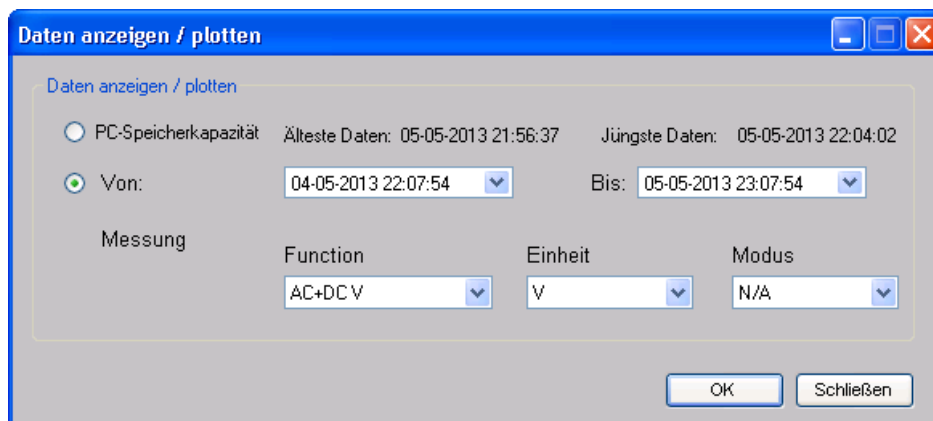 Daten anzeigen / plotten
Daten anzeigen / plotten
PC-Speicherkapazität Älteste Daten: 05-05-2013 21:56:37 Jüngste Daten: 05-05-2013 22:04:02
Von: 04-05-2013 22:07:54 Bis: 05-05-2013 23:07:54
Messung
Function Einheit Modus
AC+DC V V N/A
OK Schließen